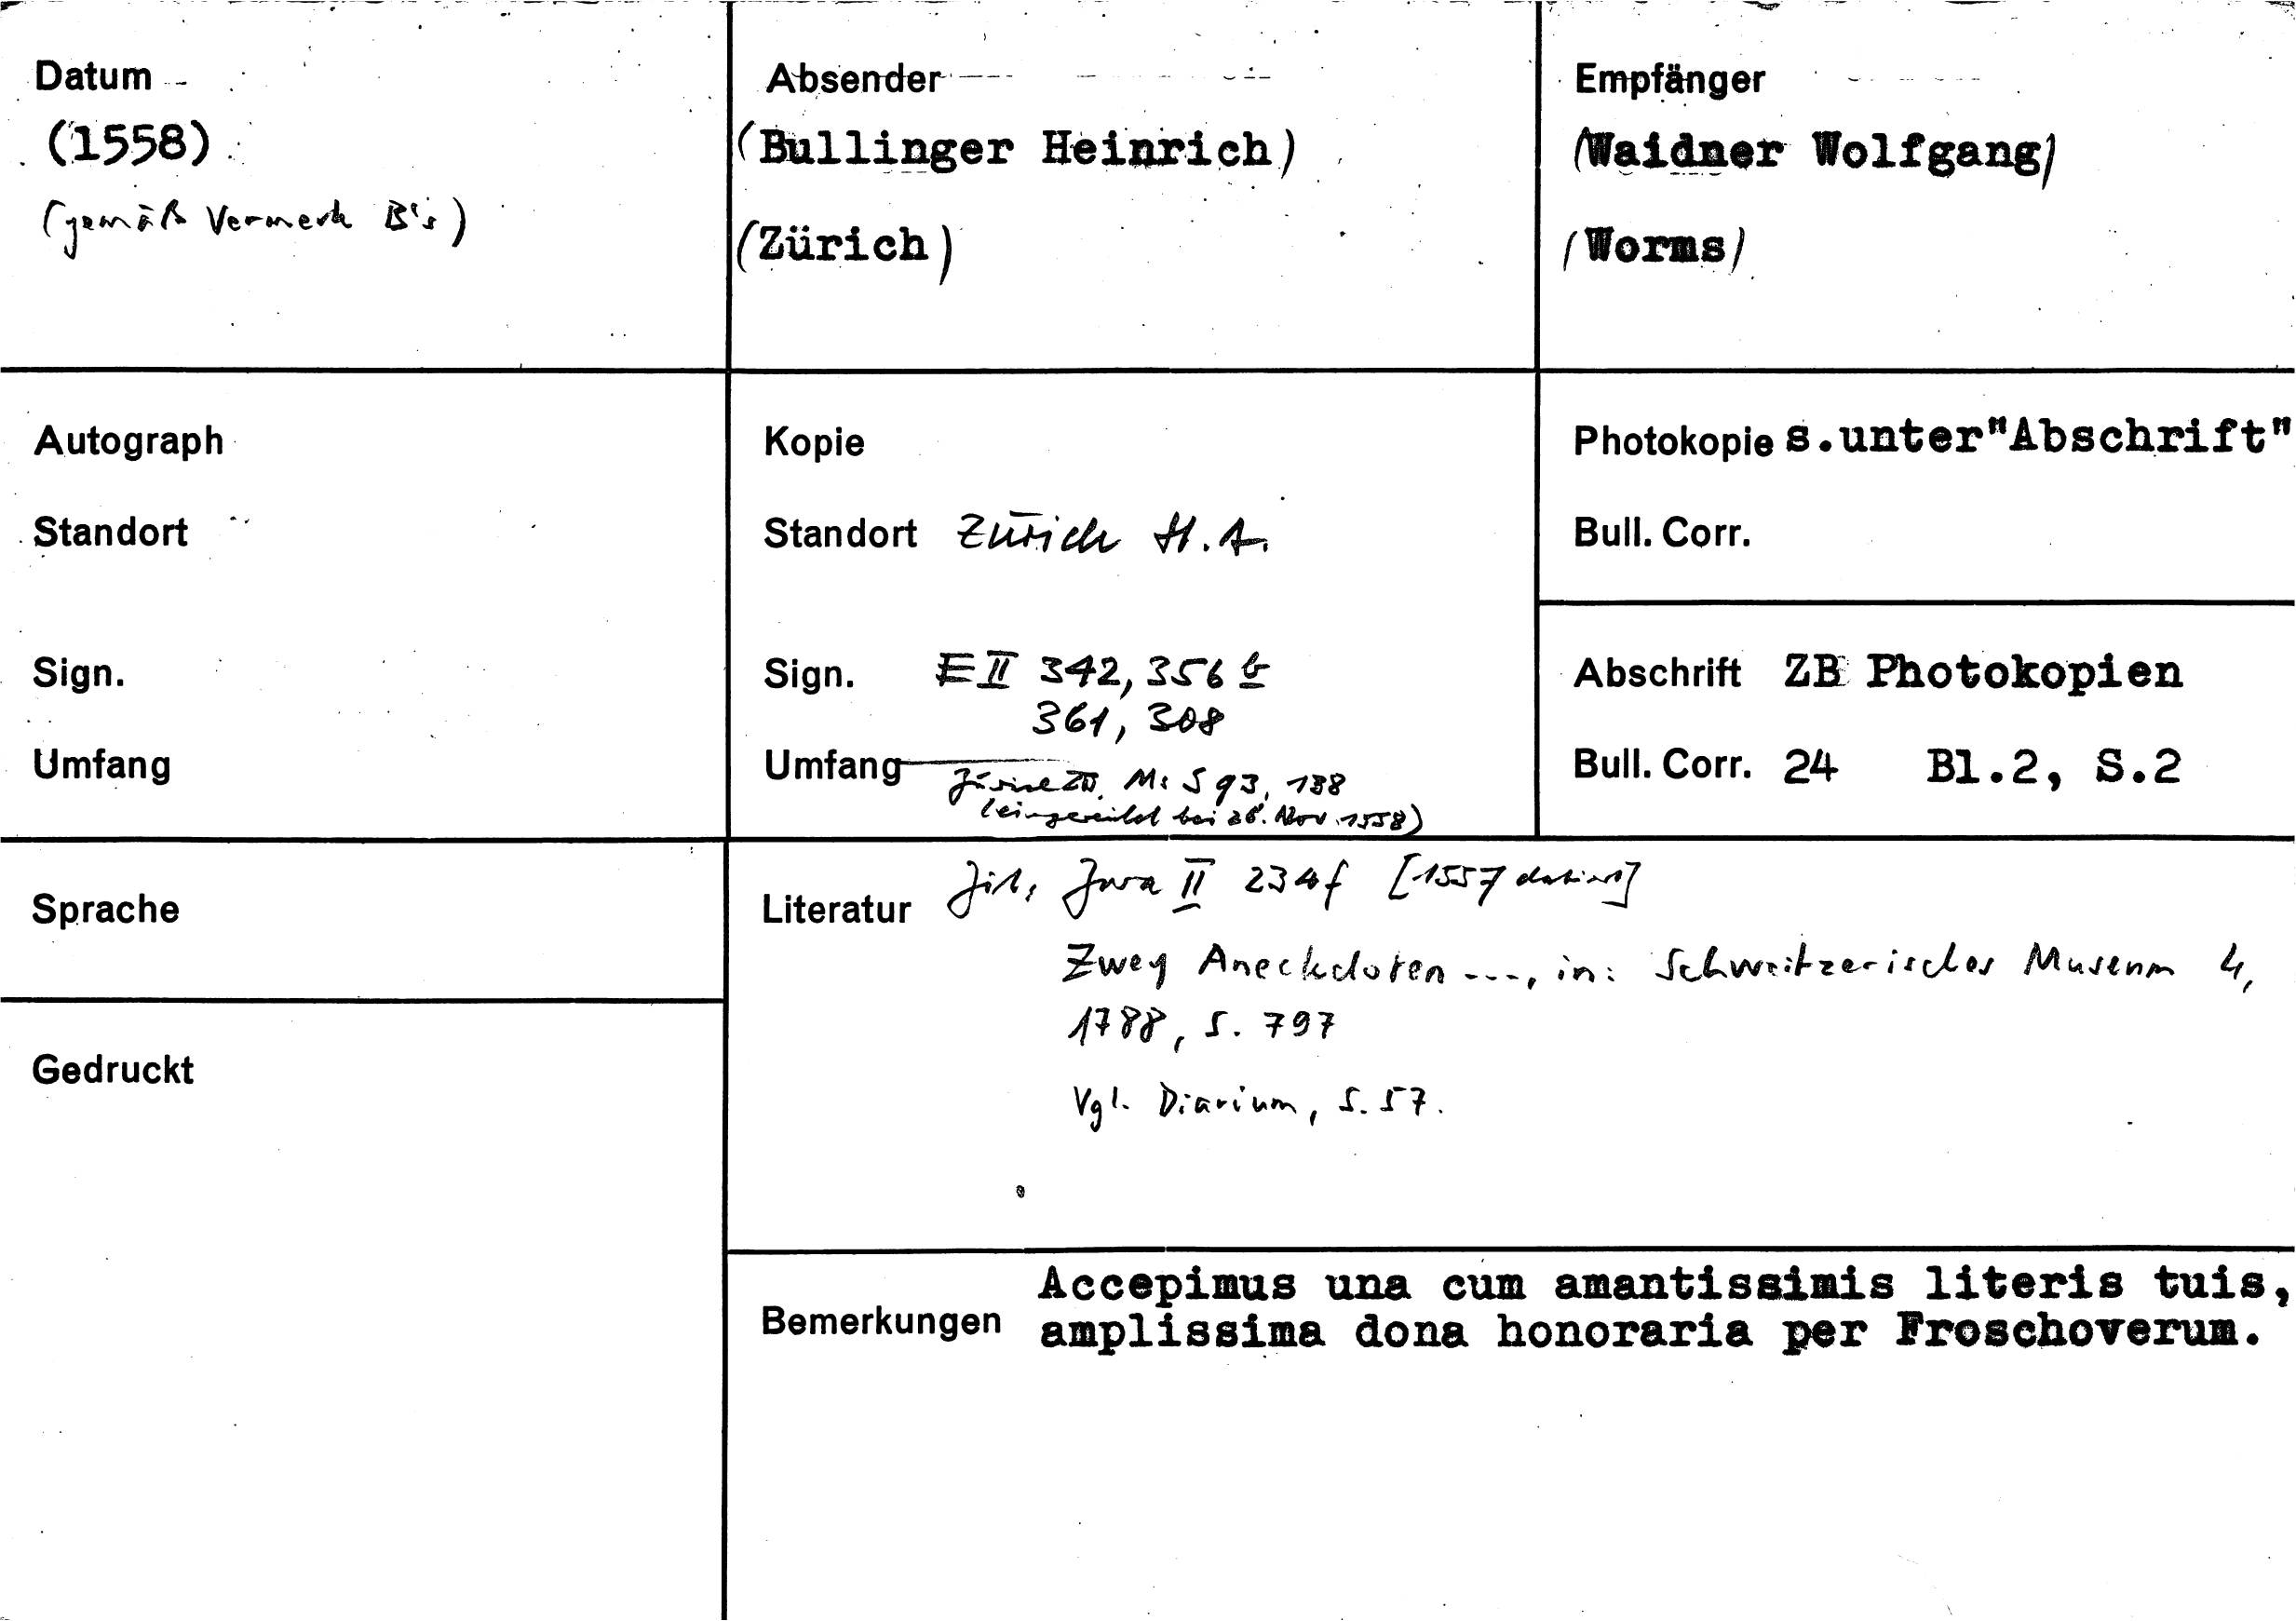 Datum
(1558)
(gemäß Vermerk B's)
Absender
(Bullinger Heinrich)
(Zürich)
Empfänger
(Waidner Wolfgang)
(Worms)
Autograph
Standort
Sign.
Umfang
Kopie
Standort Zürich St.A.
Sign. E II 342, 356 b
361, 308
Umfang Zürich ZB, Ms S 93, 138
(eingereiht bei 28. Nov. 1558)
Photokopie s.unter"Abschrift"
Bull. Corr.
Abschrift ZB Photokopien
Bull. Corr. 24 Bl.2, S.2
Sprache
Gedruckt
Literatur II 234f [1557 datiert]
Zwey Aneckdoten ---, in: Schweitzerisches Museum 4,
1788, S. 797
Vgl. Diarium, S. 57.
Bemerkungen Accepimus una cum amantissimis literis tuis,
amplissima dona honoraria per Froschoverum.